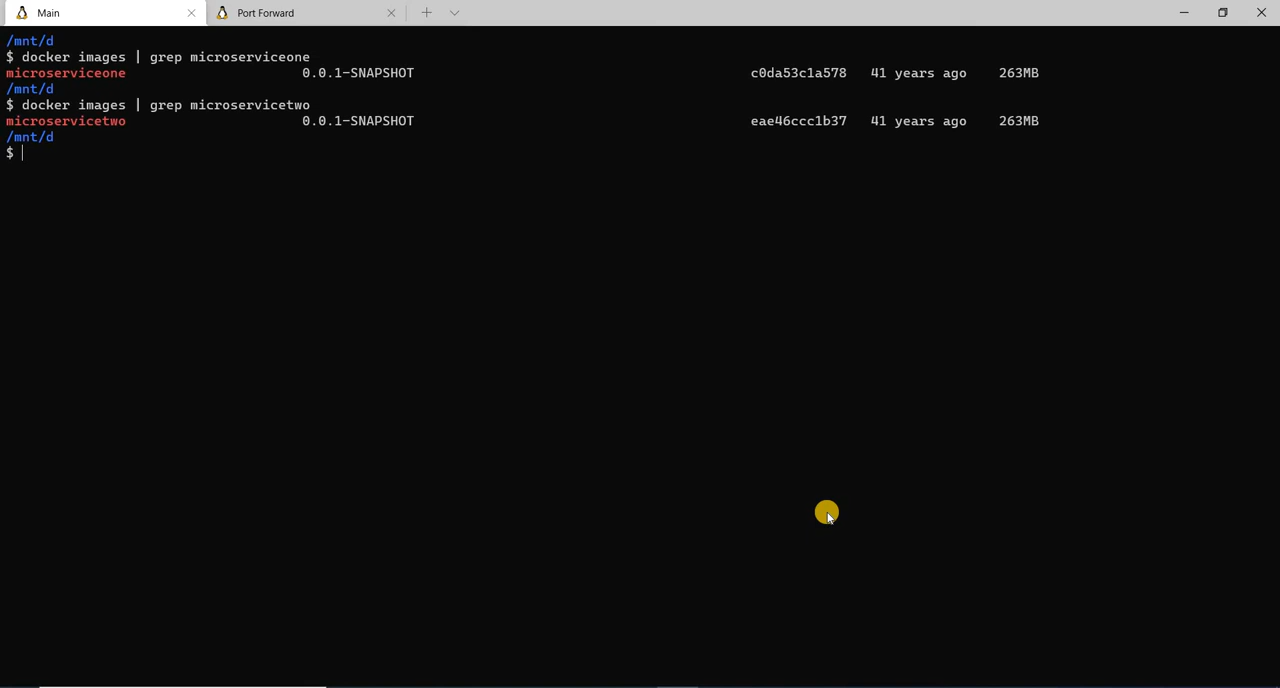 Main Port Forward
/mnt/d
$ docker images | grep microserviceone
microserviceone 0.0.1-SNAPSHOT c0da53c1a578 41 years ago 263MB
/mnt/d
$ docker images | grep microservicetwo
microservicetwo 0.0.1-SNAPSHOT eae46ccc1b37 41 years ago 263MB
/mnt/d
$